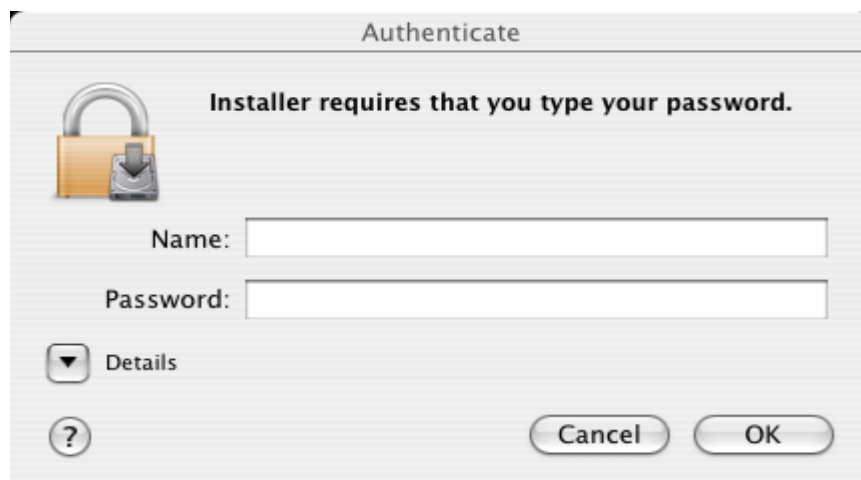 Authenticate
Installer requires that you type your password.
Name:
Password:
Details
?
Cancel OK